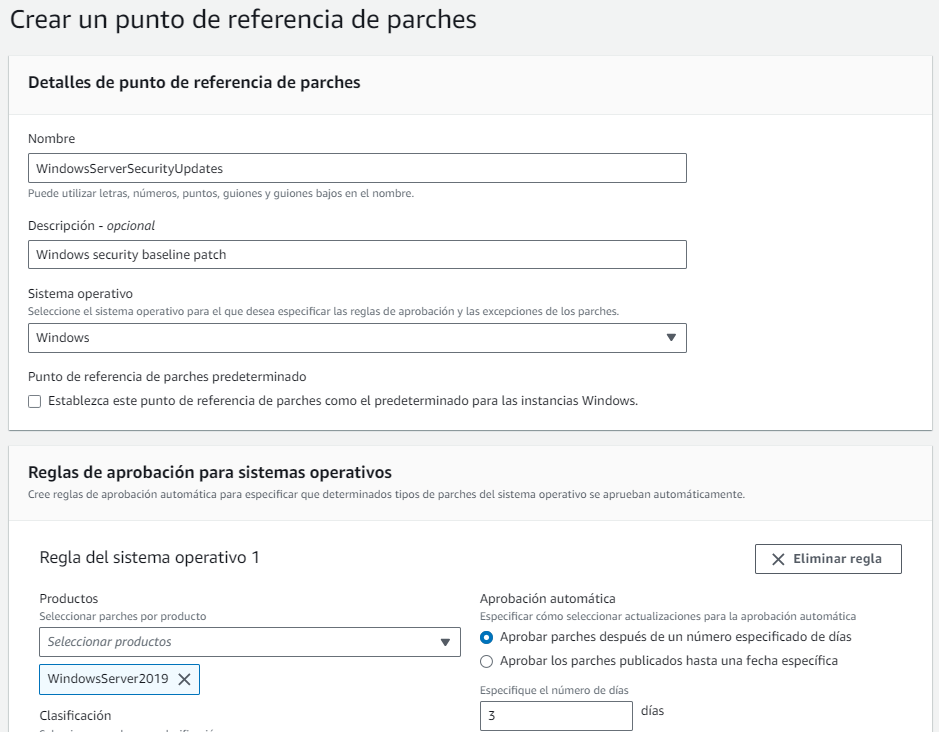 Crear un punto de referencia de parches
Detalles de punto de referencia de parches
Nombre
WindowsServerSecurityUpdates
Puede utilizar letras, números, puntos, guiones y guiones bajos en el nombre.
Descripción - opcional
Windows security baseline patch
Sistema operativo
Seleccione el sistema operativo para el que desea especificar las reglas de aprobación y las excepciones de los parches.
Windows
Punto de referencia de parches predeterminado
Establezca este punto de referencia de parches como el predeterminado para las instancias Windows.
Reglas de aprobación para sistemas operativos
Cree reglas de aprobación automática para especificar que determinados tipos de parches del sistema operativo se aprueban automáticamente.
Regla del sistema operativo 1
Eliminar regla
Productos
Seleccionar parches por producto
Seleccionar productos
WindowsServer2019
Clasificación
Aprobación automática
Especificar cómo seleccionar actualizaciones para la aprobación automática
Aprobar parches después de un número especificado de días
Aprobar los parches publicados hasta una fecha específica
Especifique el número de días
3 días